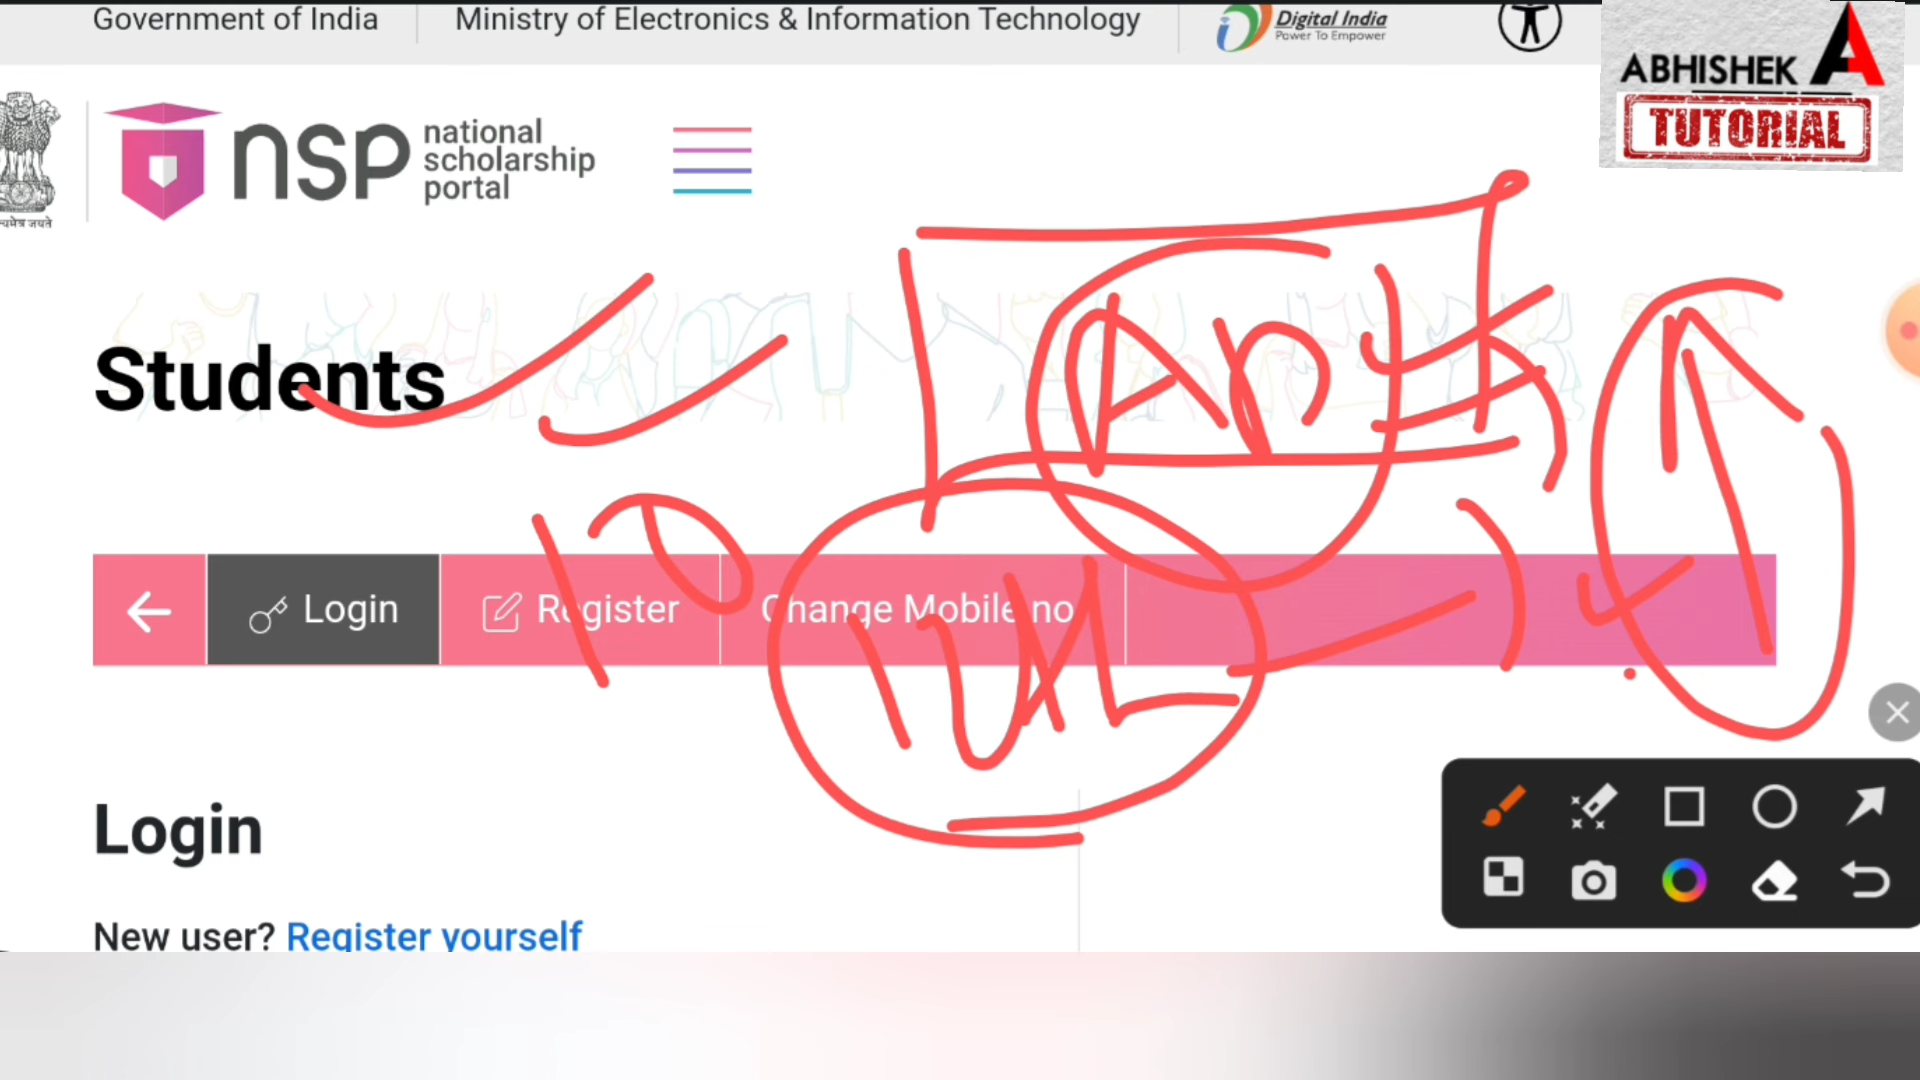 Government of India Ministry of Electronics & Information Technology Digital India
Power To Empower
ABHISHEK A
TUTORIAL
nsp national
scholarship
portal
Students
Login Register Change Mobile no
Login
New user? Register yourself